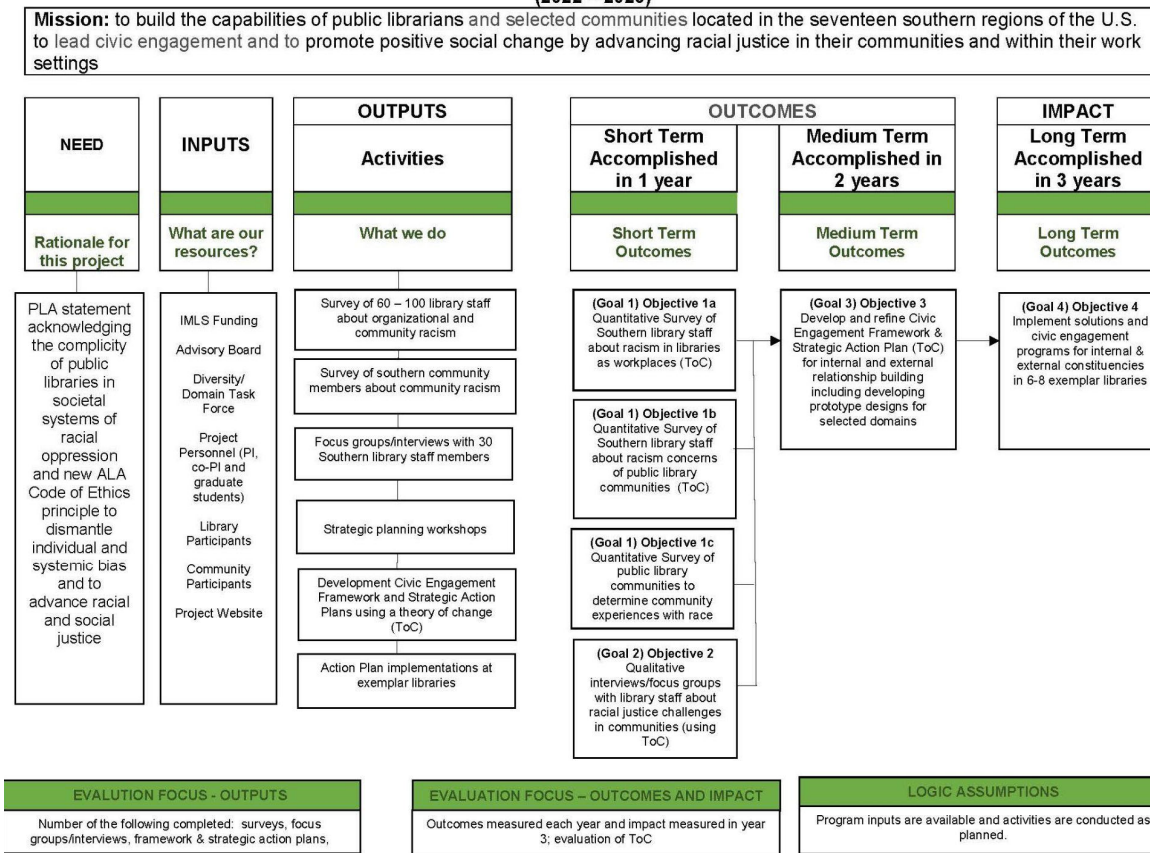 Mission: to build the capabilities of public librarians and selected communities located in the seventeen southern regions of the U.S.
to lead civic engagement and to promote positive social change by advancing racial justice in their communities and within their work
settings
NEED
Rationale for
this project
PLA statement
acknowledging
the complicity
of public
libraries in
societal
systems of
racial
oppression
and new ALA
Code of Ethics
principle to
dismantle
individual and
systemic bias
and to
advance racial
and social
justice
INPUTS
What are our
resources?
IMLS Funding
Advisory Board
Diversity/
Domain Task
Force
Project
Personnel (PI,
co-PI and
graduate
students)
Library
Participants
Community
Participants
Project Website
OUTPUTS
Activities
What we do
Survey of 60 – 100 library staff
about organizational and
community racism
Survey of southern community
members about community racism
Focus groups/interviews with 30
Southern library staff members
Strategic planning workshops
Development Civic Engagement
Framework and Strategic Action
Plans using a theory of change
(ToC)
Action Plan implementations at
exemplar libraries
OUTCOMES
Short Term
Accomplished
in 1 year
Short Term
Outcomes
(Goal 1) Objective 1a
Quantitative Survey of
Southern library staff
about racism in libraries
as workplaces (ToC)
(Goal 1) Objective 1b
Quantitative Survey of
Southern library staff
about racism concerns
of public library
communities (ToC)
(Goal 1) Objective 1c
Quantitative Survey of
public library
communities to
determine community
experiences with race
(Goal 2) Objective 2
Qualitative
interviews/focus groups
with library staff about
racial justice challenges
in communities (using
ToC)
Medium Term
Accomplished in
2 years
Medium Term
Outcomes
(Goal 3) Objective 3
Develop and refine Civic
Engagement Framework &
Strategic Action Plan (ToC)
for internal and external
relationship building
including developing
prototype designs for
selected domains
IMPACT
Long Term
Accomplished
in 3 years
Long Term
Outcomes
(Goal 4) Objective 4
Implement solutions and
civic engagement
programs for internal &
external constituencies
in 6-8 exemplar libraries
EVALUTION FOCUS - OUTPUTS
Number of the following completed: surveys, focus
groups/interviews, framework & strategic action plans,
EVALUATION FOCUS – OUTCOMES AND IMPACT
Outcomes measured each year and impact measured in year
3; evaluation of ToC
LOGIC ASSUMPTIONS
Program inputs are available and activities are conducted as
planned.